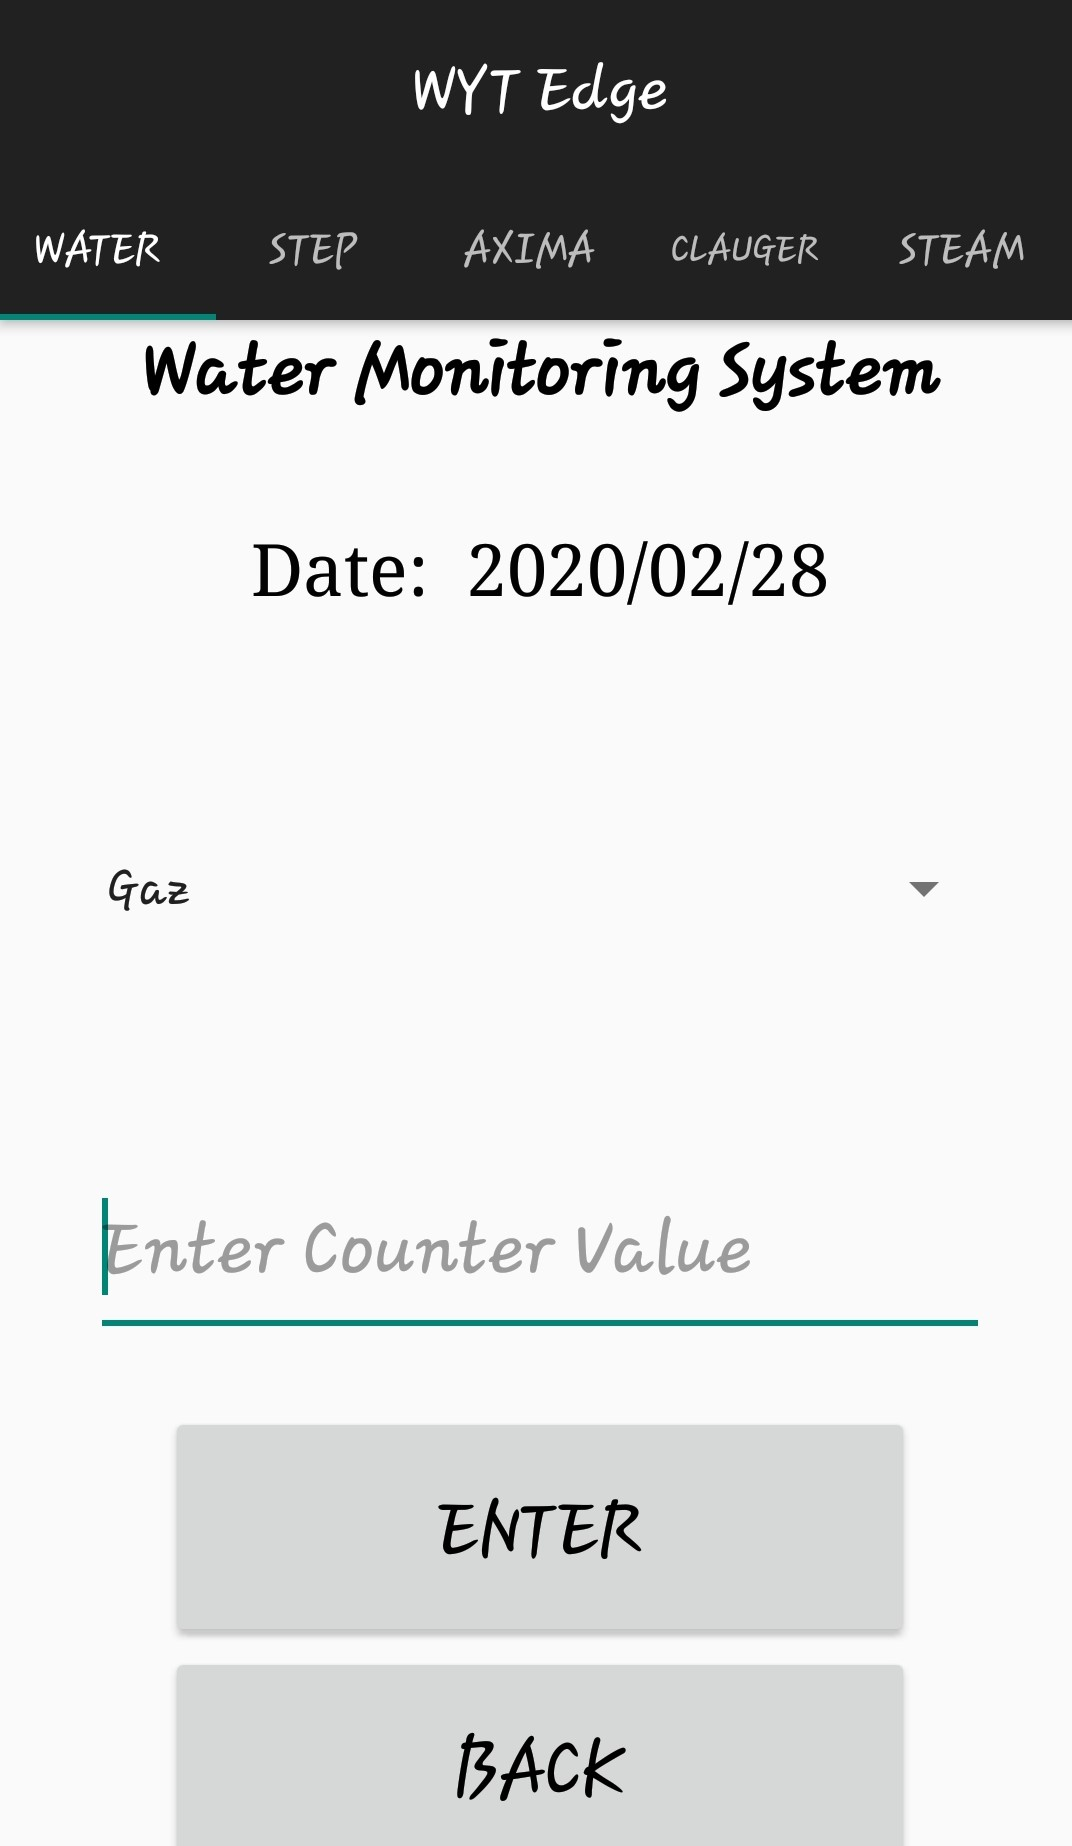 WYT Edge
WATER STEP AXIMA CLAUGER STEAM
Water Monitoring System
Date: 2020/02/28
Gaz
Enter Counter Value
ENTER
BACK